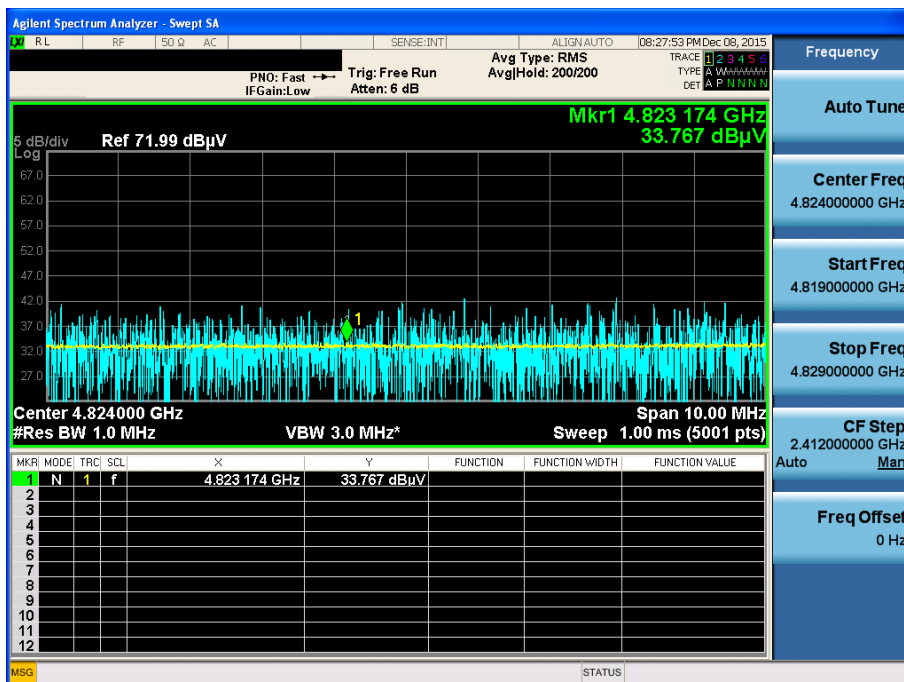 Agilent Spectrum Analyzer - Swept SA
LXI RL RF 50 Ω AC SENSE:INT ALIGN AUTO 08:27:53 PM Dec 08, 2015
Frequency
PNO: Fast
IFGain:Low
Trig: Free Run
Atten: 6 dB
Avg Type: RMS
Avg|Hold: 200/200
TRACE 1 2 3 4 5 6
TYPE A W
DET A P N N N N
Auto Tune
Mkr1 4.823 174 GHz
33.767 dBµV
5 dB/div Ref 71.99 dBµV
Log
67.0
62.0
57.0
52.0
47.0
42.0
37.0
32.0
27.0
1
Center 4.824000 GHz Span 10.00 MHz
#Res BW 1.0 MHz VBW 3.0 MHz* Sweep 1.00 ms (5001 pts)
Center Freq
4.824000000 GHz
Start Freq
4.819000000 GHz
Stop Freq
4.829000000 GHz
CF Step
2.412000000 GHz
Auto Man
Freq Offset
0 Hz
MKR MODE TRC SCL X Y FUNCTION FUNCTION WIDTH FUNCTION VALUE
1 N 1 f 4.823 174 GHz 33.767 dBµV
2
3
4
5
6
7
8
9
10
11
12
MSG STATUS